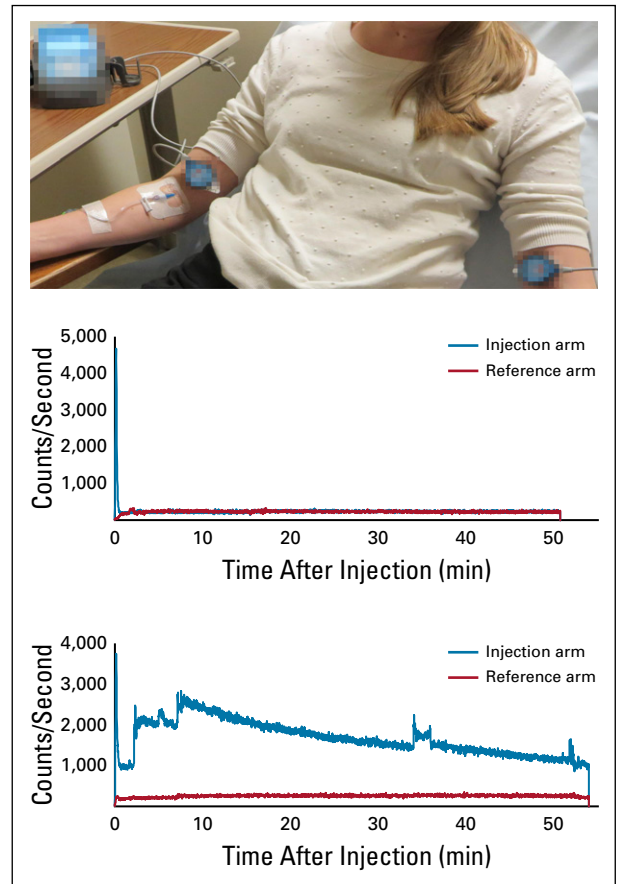 5,000
4,000
3,000
2,000
1,000
Counts/Second
Injection arm
Reference arm
0 10 20 30 40 50
Time After Injection (min)
4,000
3,000
2,000
1,000
Counts/Second
Injection arm
Reference arm
0 10 20 30 40 50
Time After Injection (min)